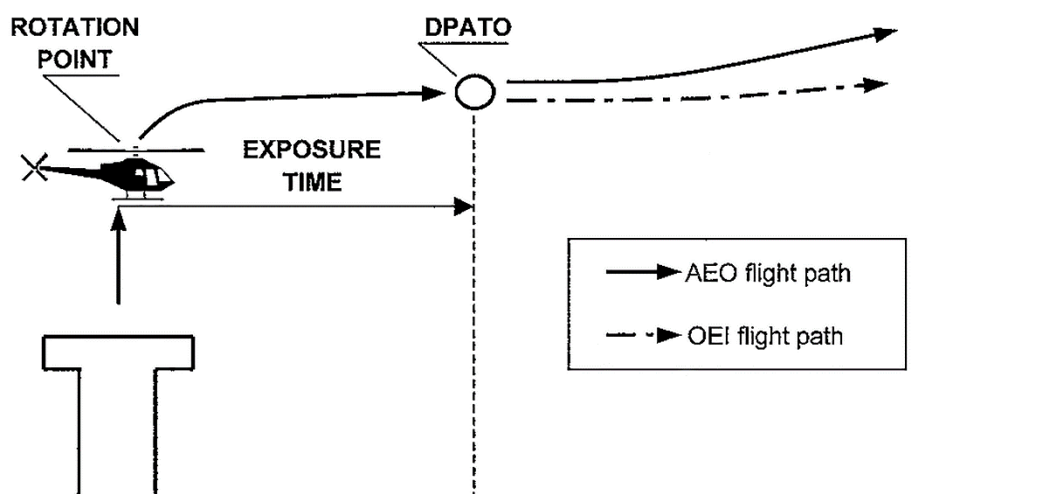 ROTATION
POINT
DPATO
EXPOSURE
TIME
AEO flight path
OEI flight path